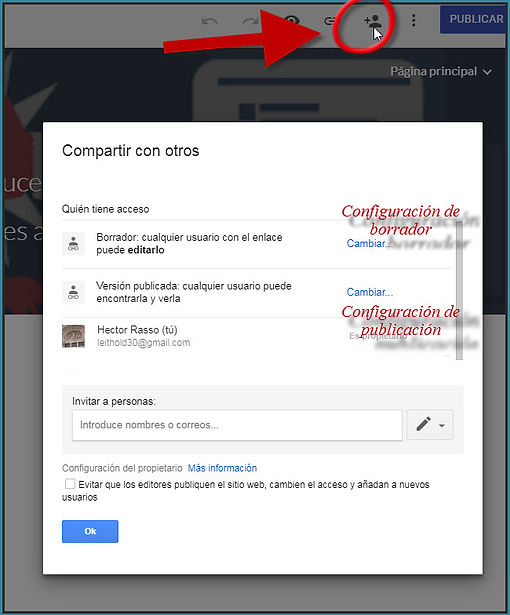 PUBLICAR
Página principal
uce
es a
Compartir con otros
Quién tiene acceso
Configuración de
borrador
Borrador: cualquier usuario con el enlace
puede editarlo
Cambiar...
Versión publicada: cualquier usuario puede
encontrarla y verla
Cambiar...
Configuración de
publicación
Hector Rasso (tú)
leithold30@gmail.com
Es propietario
Invitar a personas:
Introduce nombres o correos...
Configuración del propietario Más información
Evitar que los editores publiquen el sitio web, cambien el acceso y añadan a nuevos
usuarios
Ok